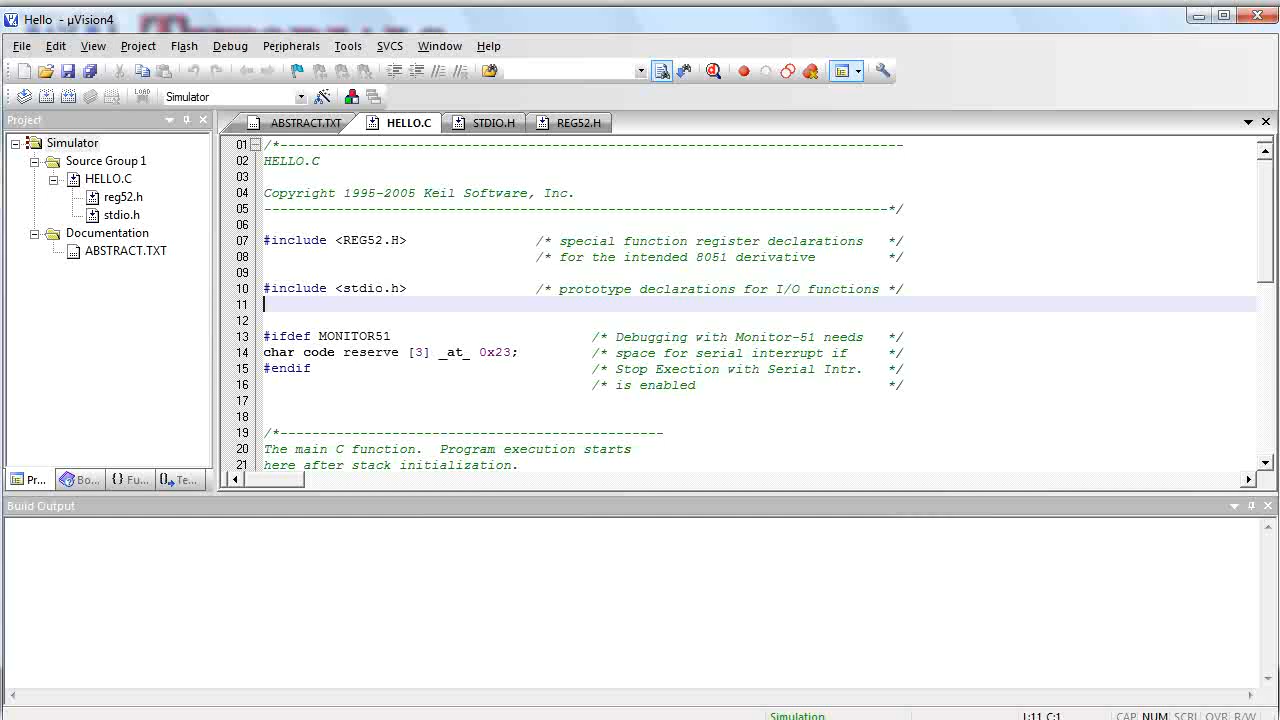 Hello - µVision4
File Edit View Project Flash Debug Peripherals Tools SVCS Window Help
LOAD
Simulator
Project
Simulator
Source Group 1
HELLO.C
reg52.h
stdio.h
Documentation
ABSTRACT.TXT
Pr... Bo... {} Fu... Te...
ABSTRACT.TXT HELLO.C STDIO.H REG52.H
01 /*------------------------------------------------------------------------------
02 HELLO.C
03
04 Copyright 1995-2005 Keil Software, Inc.
05 ------------------------------------------------------------------------------*/
06
07 #include <REG52.H> /* special function register declarations */
08 /* for the intended 8051 derivative */
09
10 #include <stdio.h> /* prototype declarations for I/O functions */
11
12
13 #ifdef MONITOR51 /* Debugging with Monitor-51 needs */
14 char code reserve [3] _at_ 0x23; /* space for serial interrupt if */
15 #endif /* Stop Exection with Serial Intr. */
16 /* is enabled */
17
18
19 /*------------------------------------------------
20 The main C function. Program execution starts
21 here after stack initialization.
Build Output
Simulation L:11 C:1 CAP NUM SCRL OVR R/W